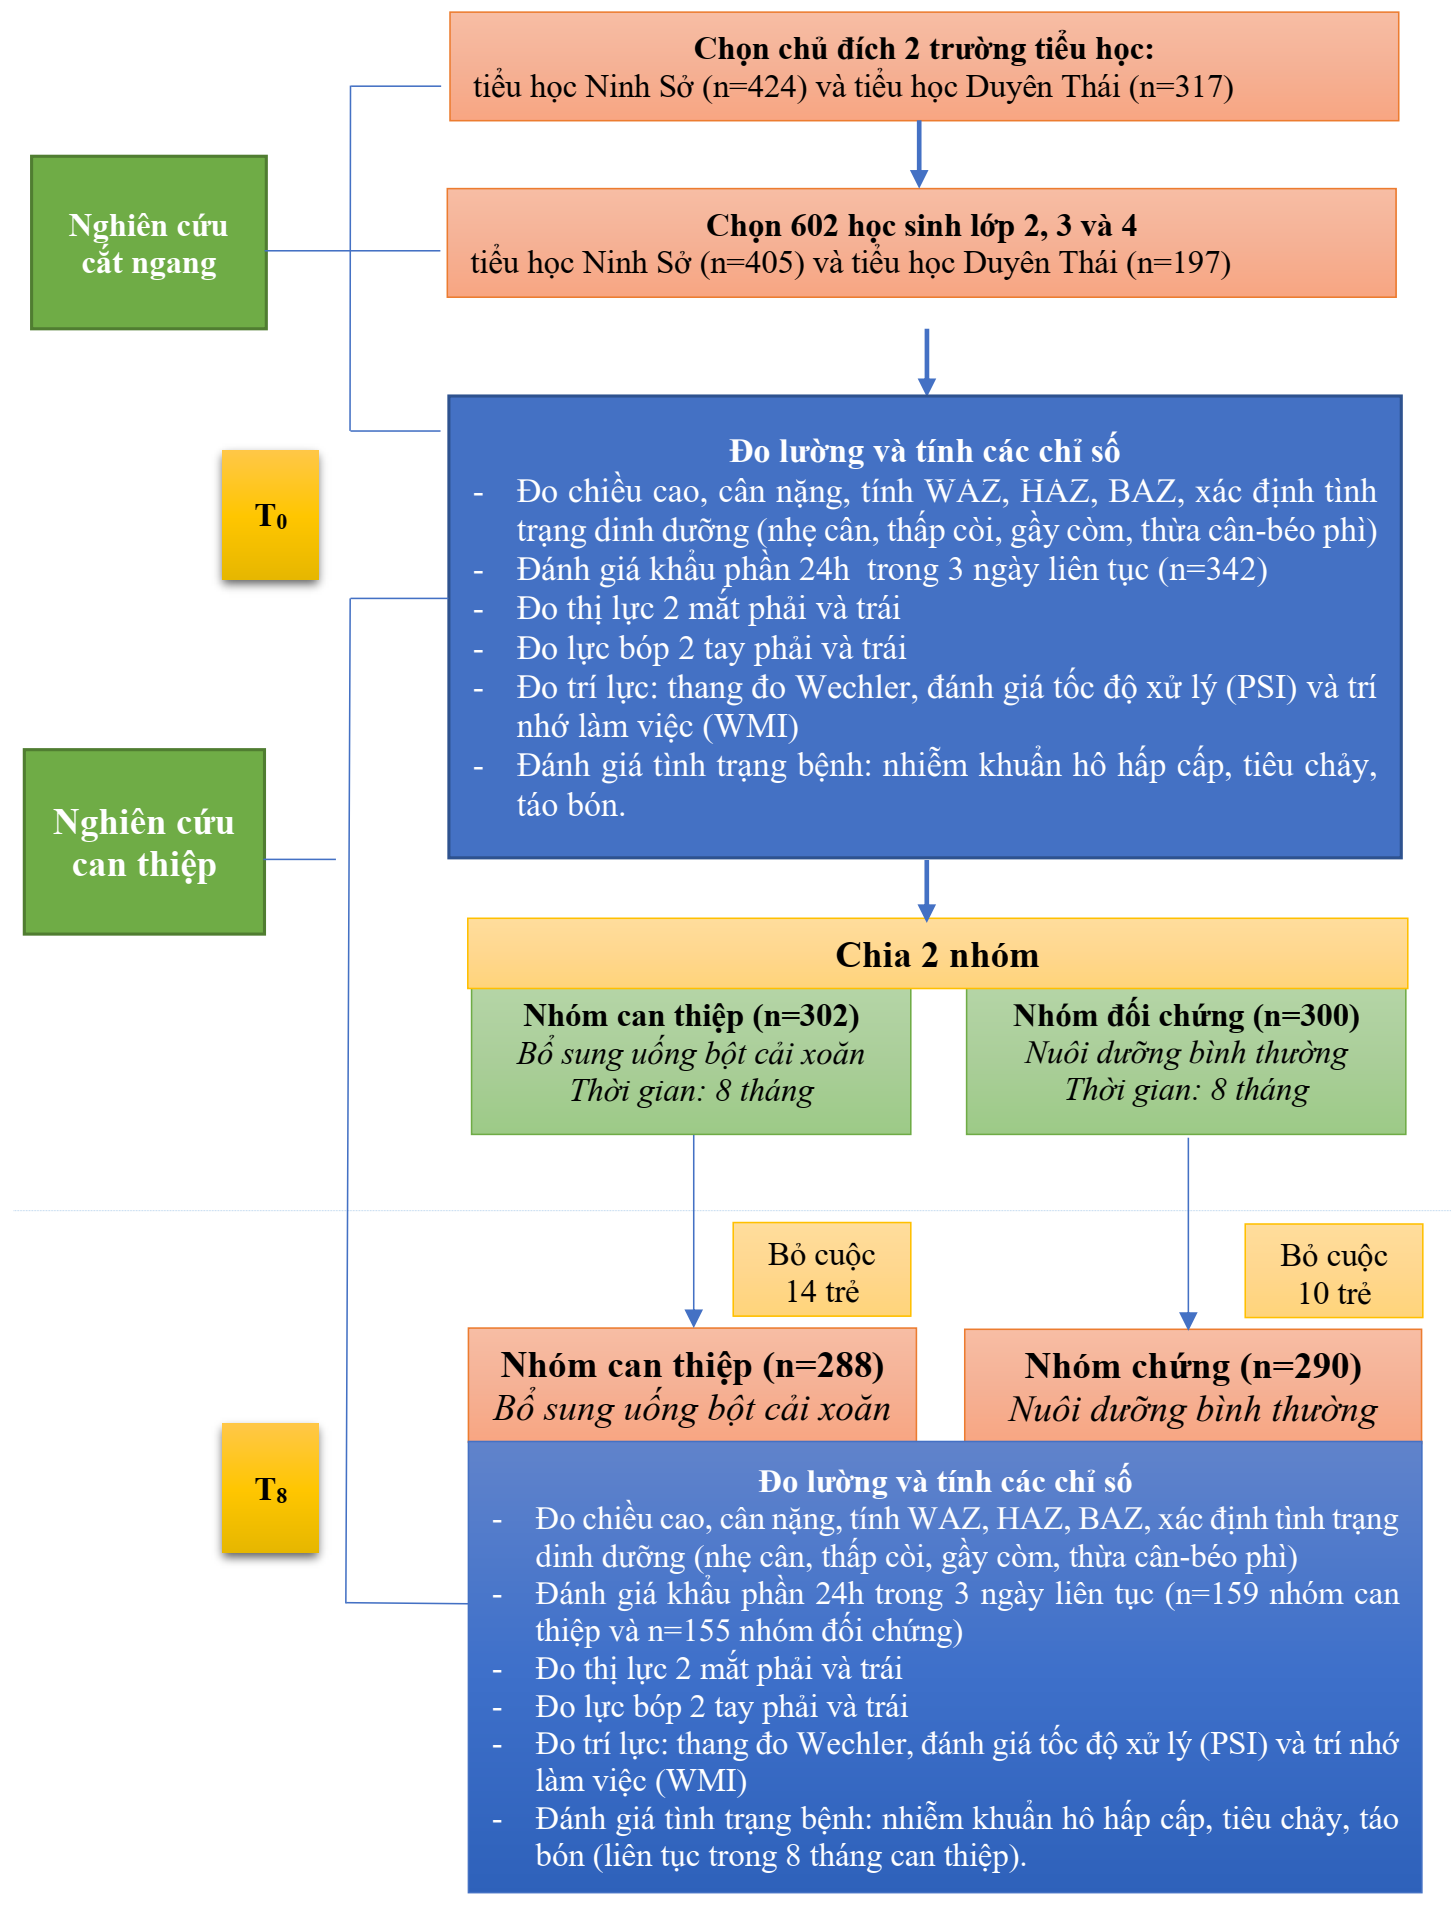 Chọn chủ đích 2 trường tiểu học:
tiểu học Ninh Sở (n=424) và tiểu học Duyên Thái (n=317)
Nghiên cứu
cắt ngang
Chọn 602 học sinh lớp 2, 3 và 4
tiểu học Ninh Sở (n=405) và tiểu học Duyên Thái (n=197)
T₀
Đo lường và tính các chỉ số
- Đo chiều cao, cân nặng, tính WAZ, HAZ, BAZ, xác định tình
trạng dinh dưỡng (nhẹ cân, thấp còi, gầy còm, thừa cân-béo phì)
- Đánh giá khẩu phần 24h trong 3 ngày liên tục (n=342)
- Đo thị lực 2 mắt phải và trái
- Đo lực bóp 2 tay phải và trái
- Đo trí lực: thang đo Wechler, đánh giá tốc độ xử lý (PSI) và trí
nhớ làm việc (WMI)
- Đánh giá tình trạng bệnh: nhiễm khuẩn hô hấp cấp, tiêu chảy,
táo bón.
Nghiên cứu
can thiệp
Chia 2 nhóm
Nhóm can thiệp (n=302)
Bổ sung uống bột cải xoăn
Thời gian: 8 tháng
Nhóm đối chứng (n=300)
Nuôi dưỡng bình thường
Thời gian: 8 tháng
Bỏ cuộc
14 trẻ
Bỏ cuộc
10 trẻ
Nhóm can thiệp (n=288)
Bổ sung uống bột cải xoăn
Nhóm chứng (n=290)
Nuôi dưỡng bình thường
T₈
Đo lường và tính các chỉ số
- Đo chiều cao, cân nặng, tính WAZ, HAZ, BAZ, xác định tình trạng
dinh dưỡng (nhẹ cân, thấp còi, gầy còm, thừa cân-béo phì)
- Đánh giá khẩu phần 24h trong 3 ngày liên tục (n=159 nhóm can
thiệp và n=155 nhóm đối chứng)
- Đo thị lực 2 mắt phải và trái
- Đo lực bóp 2 tay phải và trái
- Đo trí lực: thang đo Wechler, đánh giá tốc độ xử lý (PSI) và trí nhớ
làm việc (WMI)
- Đánh giá tình trạng bệnh: nhiễm khuẩn hô hấp cấp, tiêu chảy, táo
bón (liên tục trong 8 tháng can thiệp).